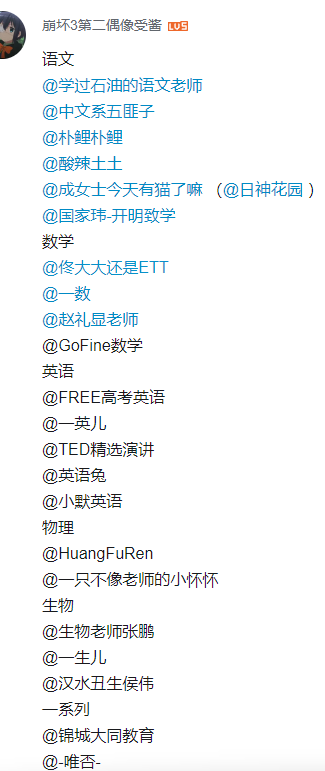 崩坏3第二偶像受酱 LV5
语文
@学过石油的语文老师
@中文系五匪子
@朴鲤朴鲤
@酸辣土土
@成女士今天有猫了嘛 （@日神花园 ）
@国家玮-开明致学
数学
@佟大大还是ETT
@一数
@赵礼显老师
@GoFine数学
英语
@FREE高考英语
@一英儿
@TED精选演讲
@英语兔
@小默英语
物理
@HuangFuRen
@一只不像老师的小怀怀
生物
@生物老师张鹏
@一生儿
@汉水丑生侯伟
一系列
@锦城大同教育
@-唯否-